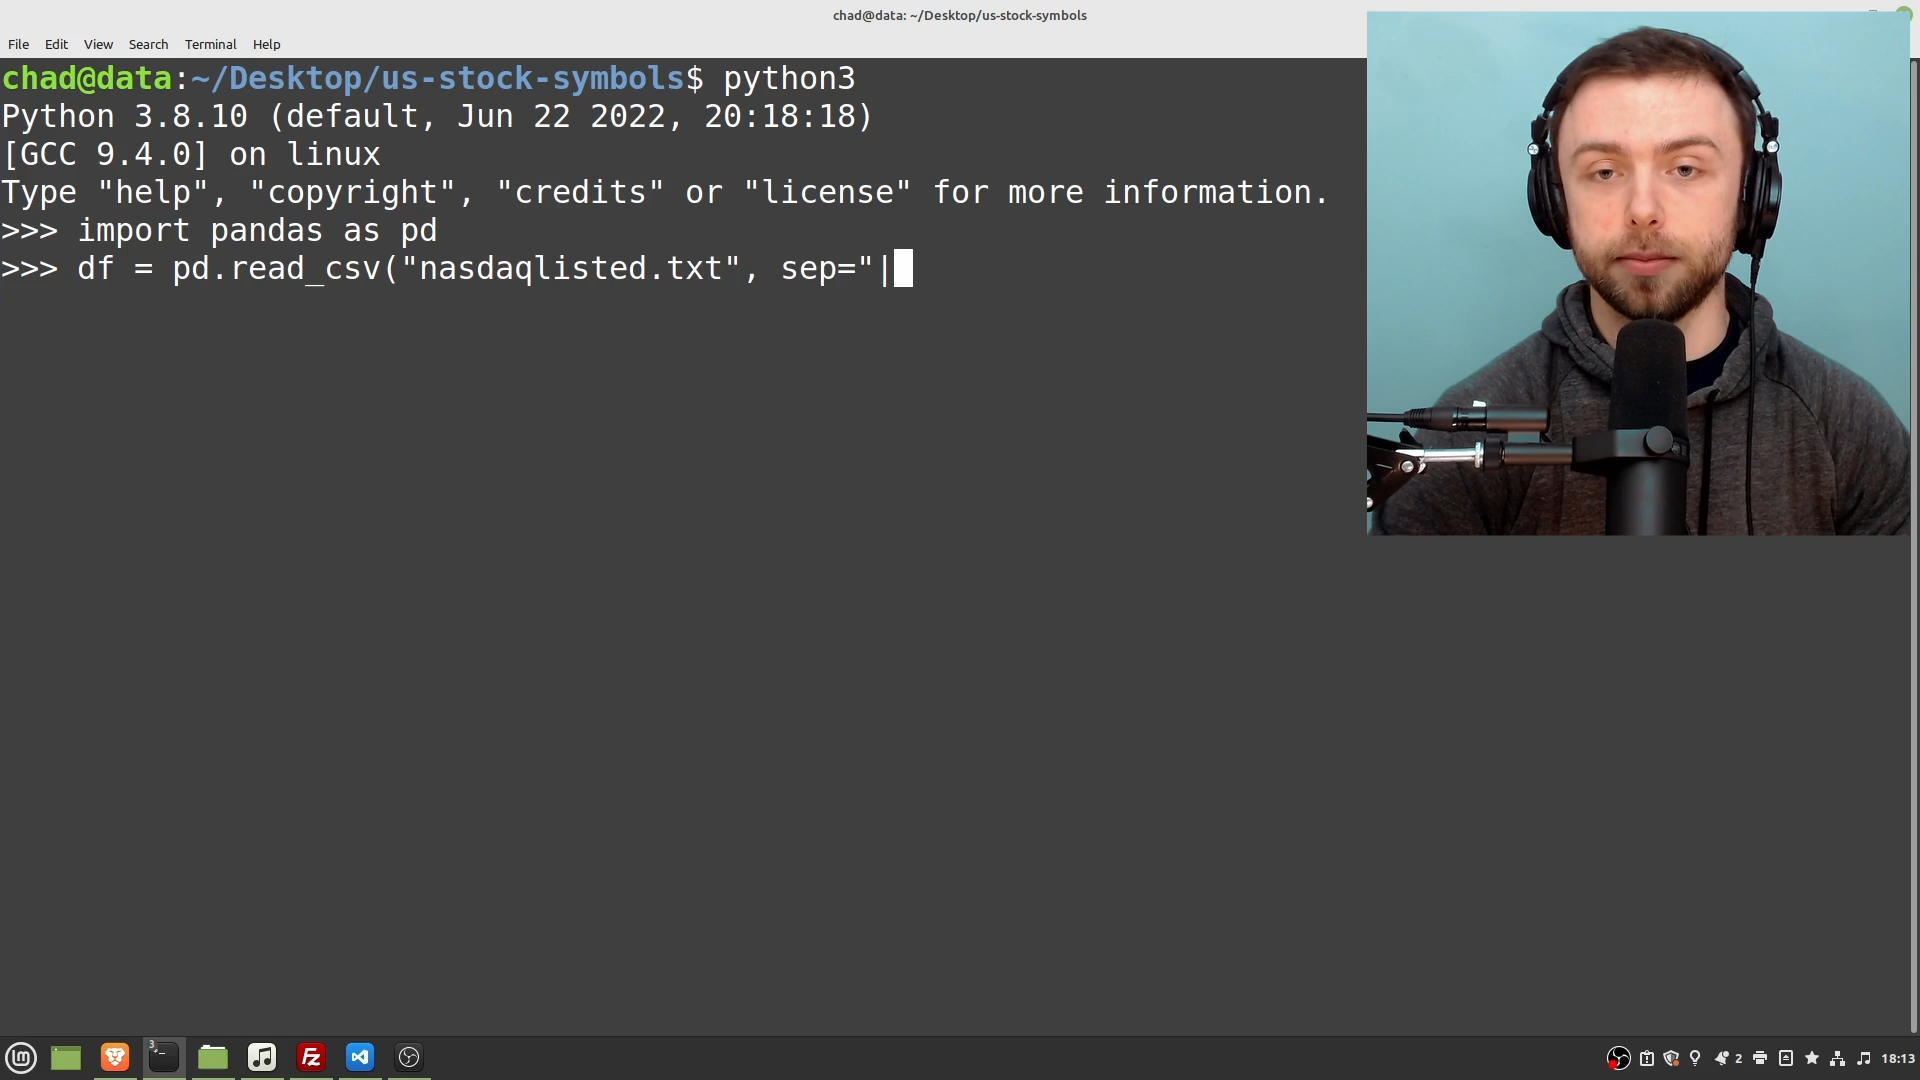 chad@data: ~/Desktop/us-stock-symbols
File Edit View Search Terminal Help
chad@data:~/Desktop/us-stock-symbols$ python3
Python 3.8.10 (default, Jun 22 2022, 20:18:18)
[GCC 9.4.0] on linux
Type "help", "copyright", "credits" or "license" for more information.
>>> import pandas as pd
>>> df = pd.read_csv("nasdaqlisted.txt", sep="|
3
Fz
2
18:13